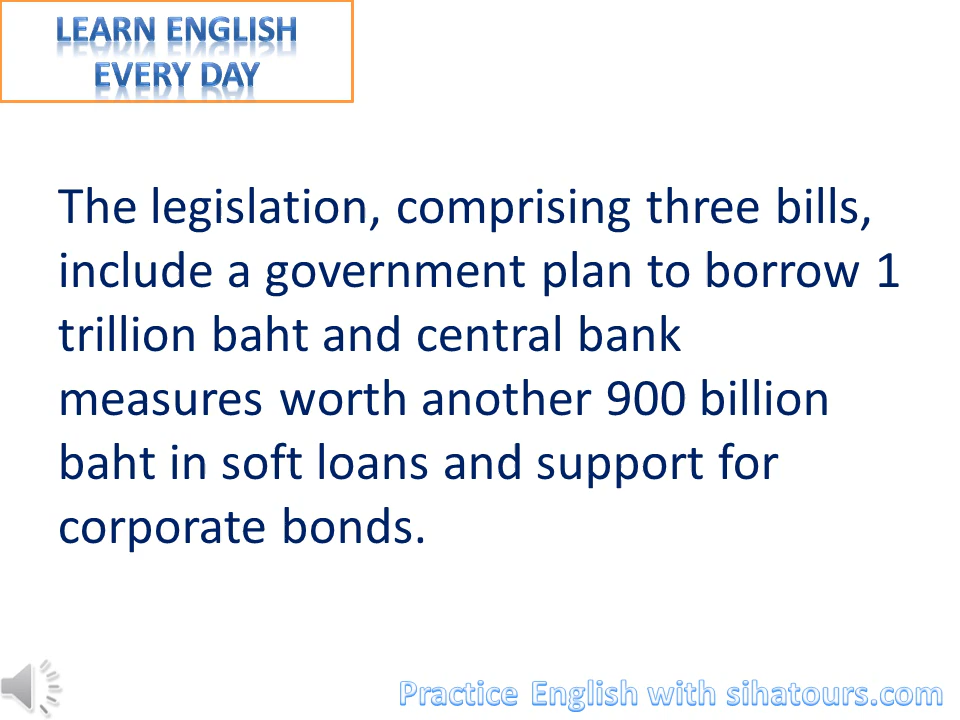 LEARN ENGLISH
EVERY DAY
The legislation, comprising three bills,
include a government plan to borrow 1
trillion baht and central bank
measures worth another 900 billion
baht in soft loans and support for
corporate bonds.
Practice English with sihatours.com